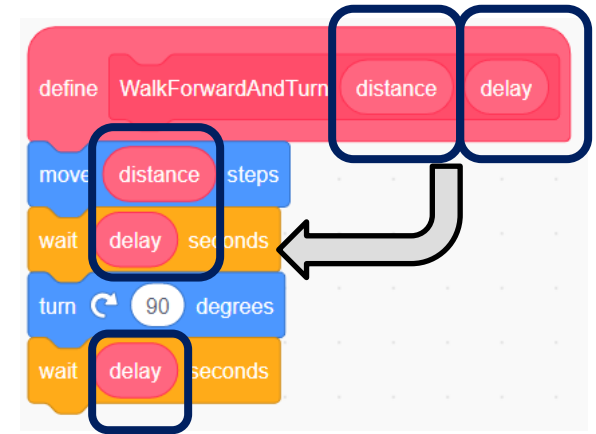 define WalkForwardAndTurn distance delay
move distance steps
wait delay seconds
turn 90 degrees
wait delay seconds